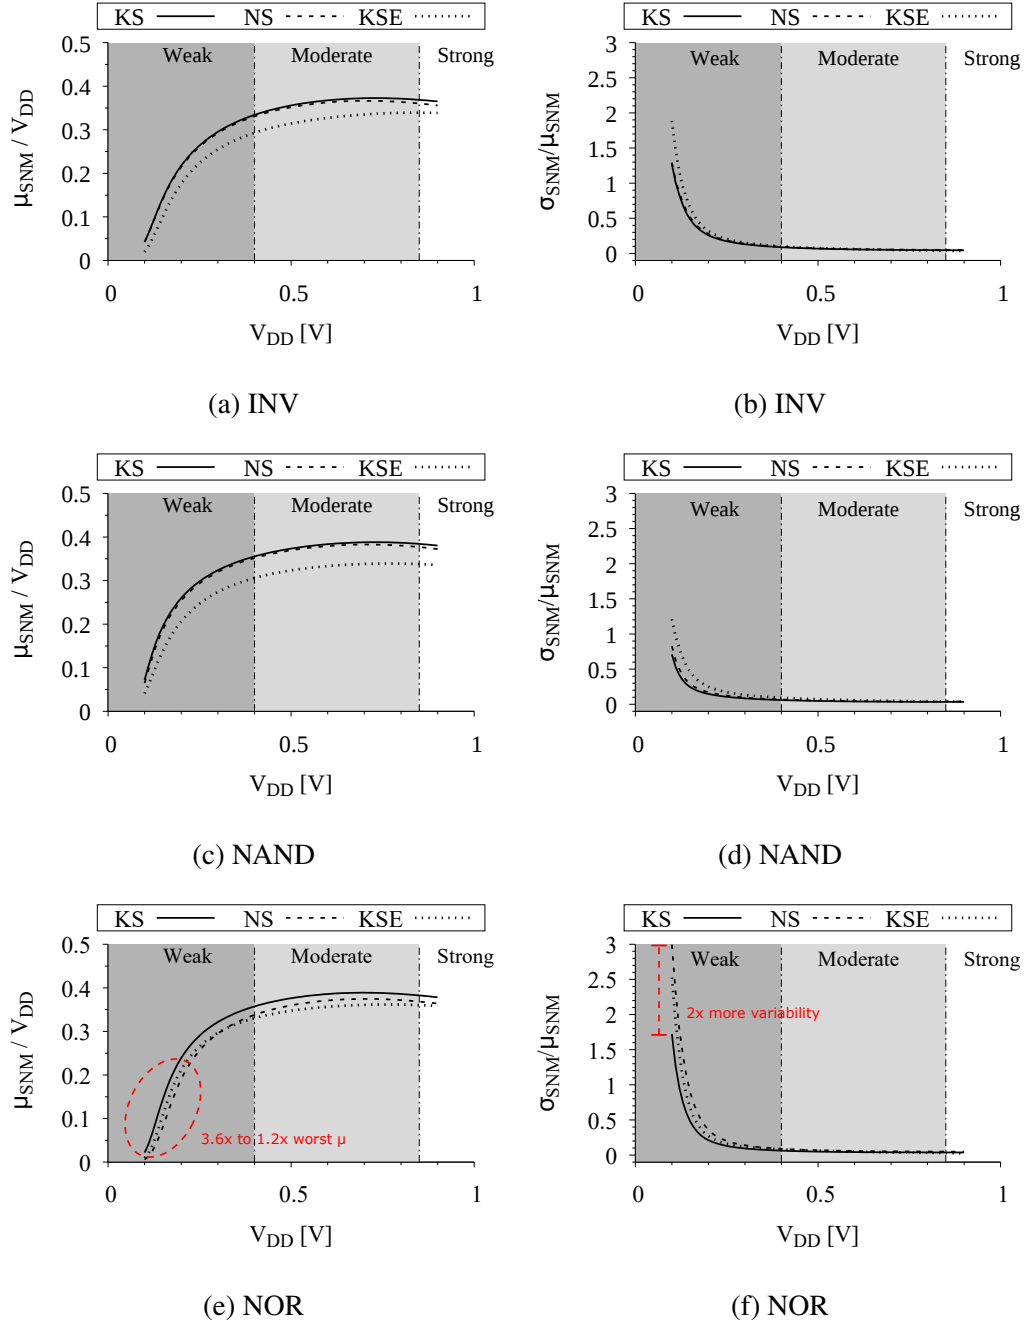 KS NS KSE
0.5
0.4
0.3
0.2
0.1
0
Weak Moderate Strong
μSNM / VDD
0 0.5 1
VDD [V]
(a) INV
KS NS KSE
3
2.5
2
1.5
1
0.5
0
Weak Moderate Strong
σSNM/μSNM
0 0.5 1
VDD [V]
(b) INV
KS NS KSE
0.5
0.4
0.3
0.2
0.1
0
Weak Moderate Strong
μSNM / VDD
0 0.5 1
VDD [V]
(c) NAND
KS NS KSE
3
2.5
2
1.5
1
0.5
0
Weak Moderate Strong
σSNM/μSNM
0 0.5 1
VDD [V]
(d) NAND
KS NS KSE
0.5
0.4
0.3
0.2
0.1
0
Weak Moderate Strong
3.6x to 1.2x worst μ
μSNM / VDD
0 0.5 1
VDD [V]
(e) NOR
KS NS KSE
3
2.5
2
1.5
1
0.5
0
Weak Moderate Strong
2x more variability
σSNM/μSNM
0 0.5 1
VDD [V]
(f) NOR